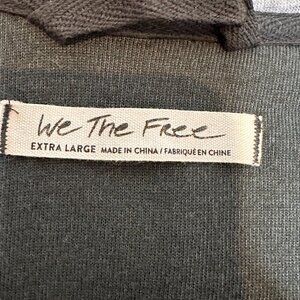 We The Free
EXTRA LARGE MADE IN CHINA / FABRIQUÉ EN CHINE